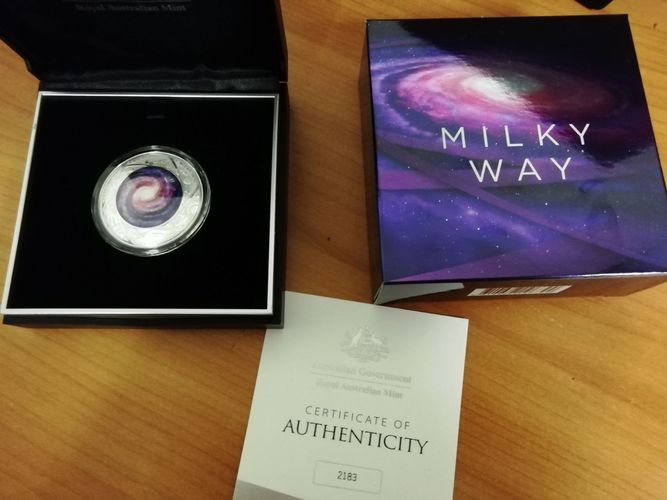 Royal Australian Mint
MILKY
WAY
Australian Government
Royal Australian Mint
CERTIFICATE OF
AUTHENTICITY
2183